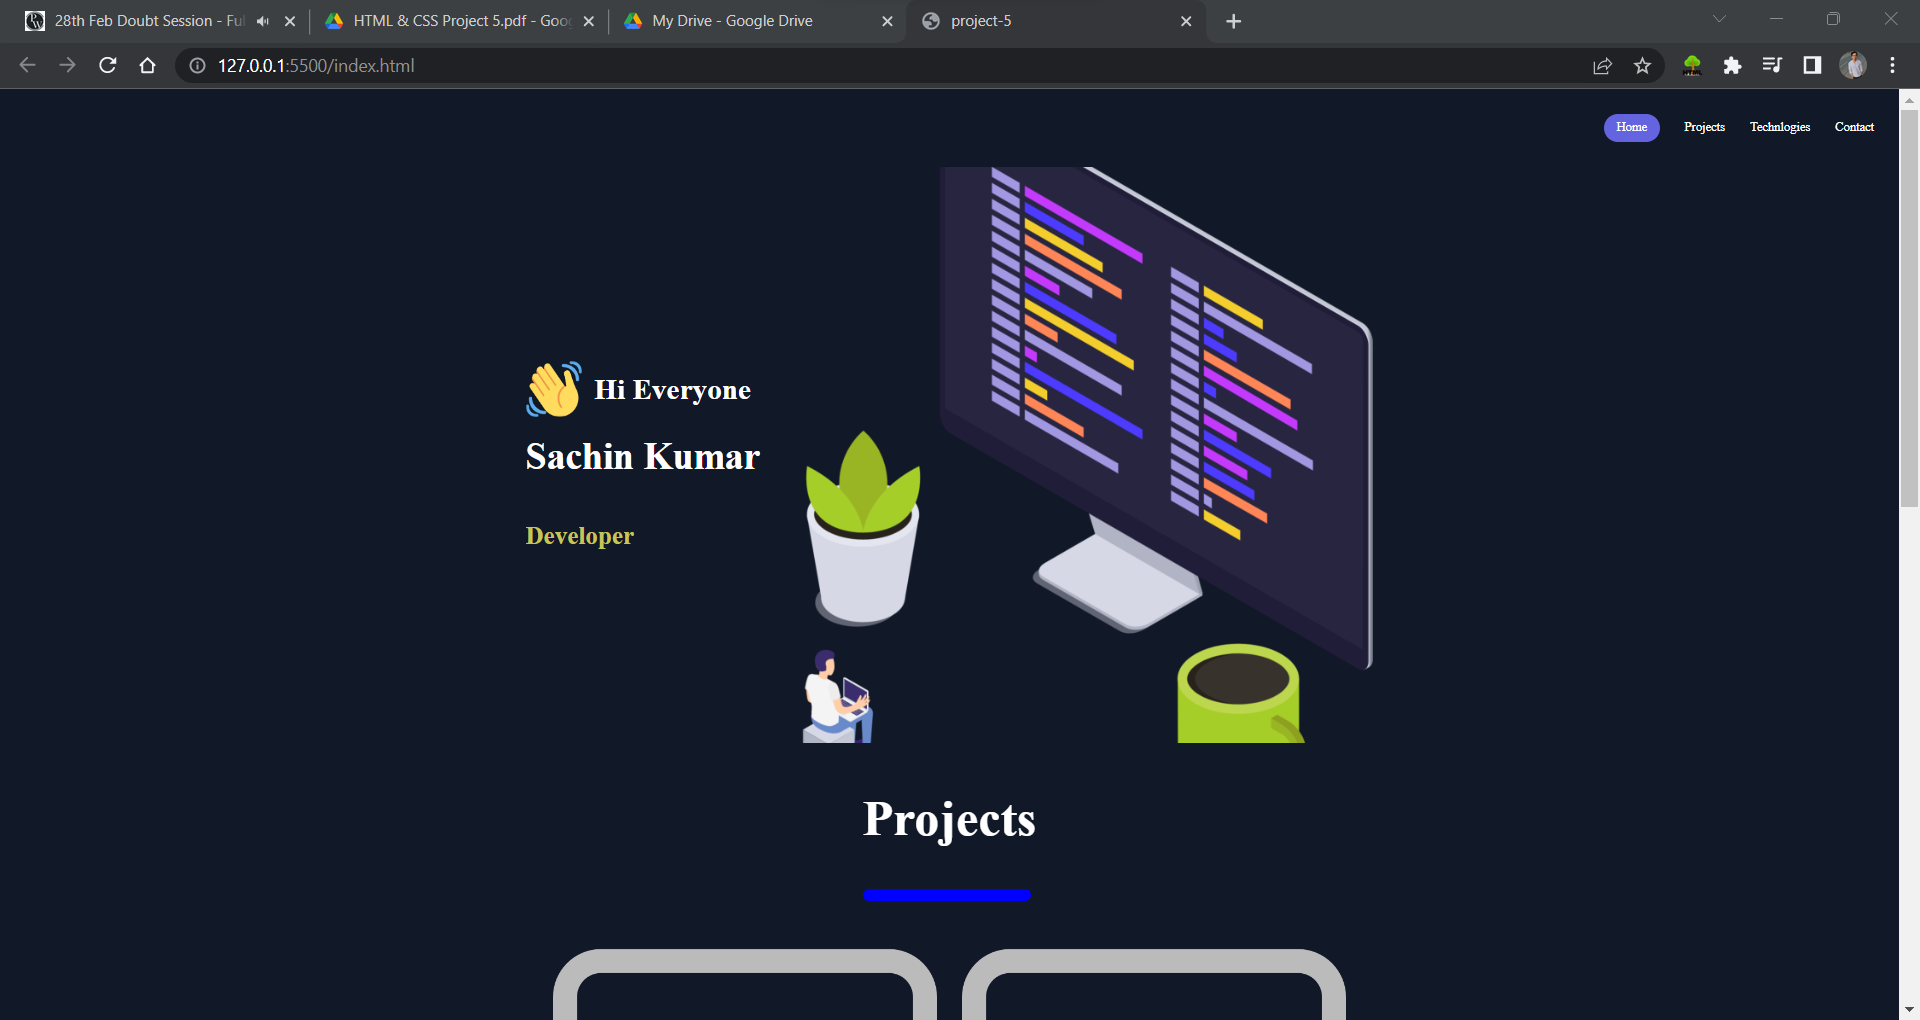 28th Feb Doubt Session - Ful
HTML & CSS Project 5.pdf - Goo
My Drive - Google Drive
project-5
127.0.0.1:5500/index.html
Home Projects Technlogies Contact
Hi Everyone
Sachin Kumar
Developer
Projects